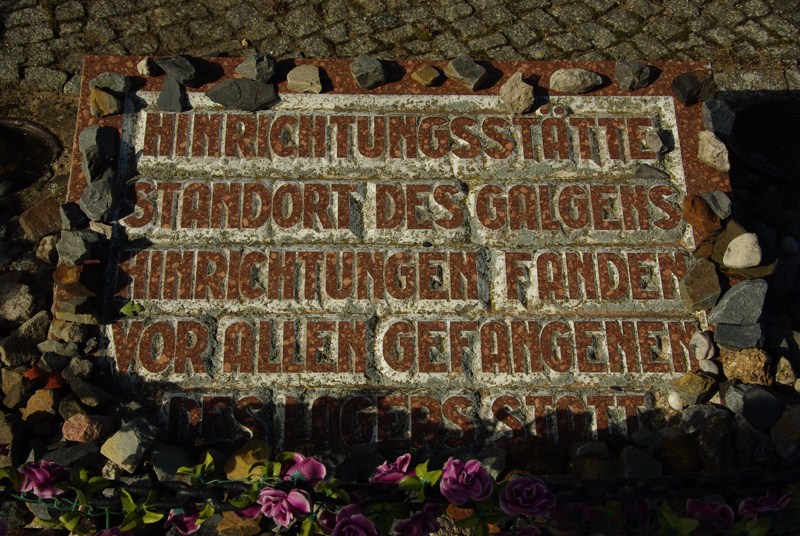 HINRICHTUNGSSTÄTTE
STANDORT DES GALGENS
HINRICHTUNGEN FANDEN
VOR ALLEN GEFANGENEN
DES LAGERS STATT